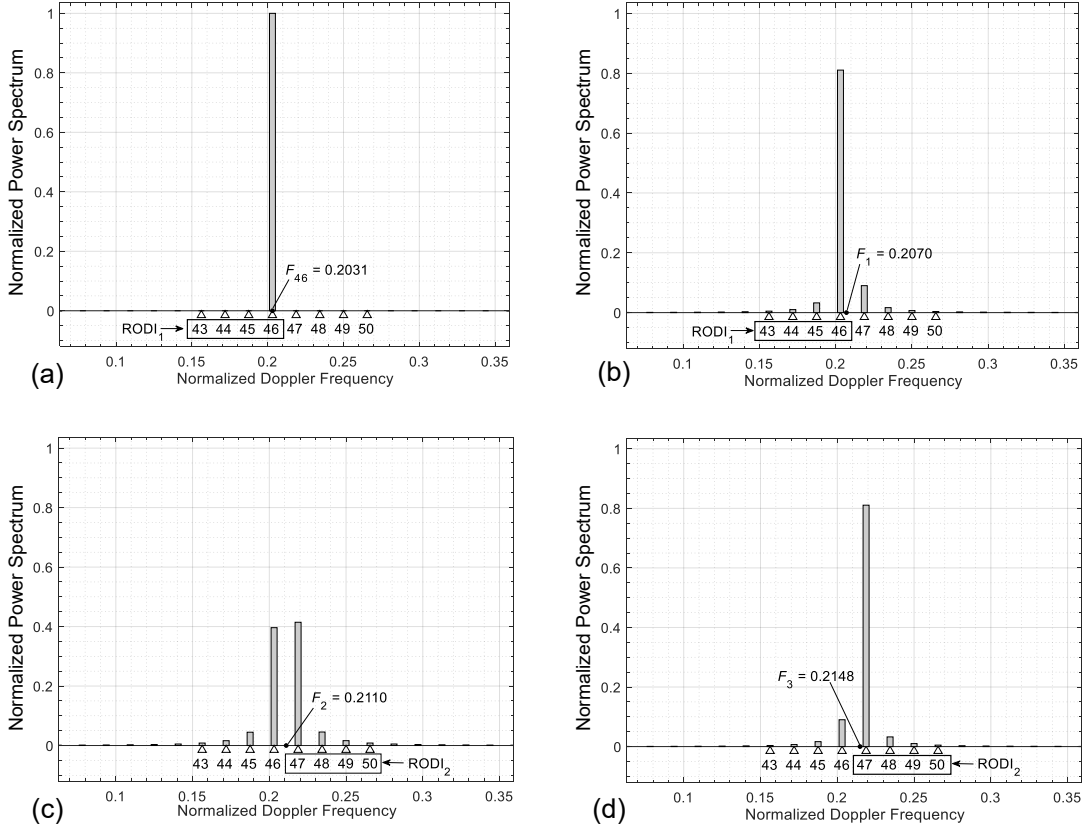 1
0.8
0.6
0.4
0.2
0
Normalized Power Spectrum
F46 = 0.2031
RODI1
43 44 45 46 47 48 49 50
0.1 0.15 0.2 0.25 0.3 0.35
Normalized Doppler Frequency
(a)
1
0.8
0.6
0.4
0.2
0
Normalized Power Spectrum
F1 = 0.2070
RODI1
43 44 45 46 47 48 49 50
0.1 0.15 0.2 0.25 0.3 0.35
Normalized Doppler Frequency
(b)
1
0.8
0.6
0.4
0.2
0
Normalized Power Spectrum
F2 = 0.2110
43 44 45 46 47 48 49 50
RODI2
0.1 0.15 0.2 0.25 0.3 0.35
Normalized Doppler Frequency
(c)
1
0.8
0.6
0.4
0.2
0
Normalized Power Spectrum
F3 = 0.2148
43 44 45 46 47 48 49 50
RODI2
0.1 0.15 0.2 0.25 0.3 0.35
Normalized Doppler Frequency
(d)